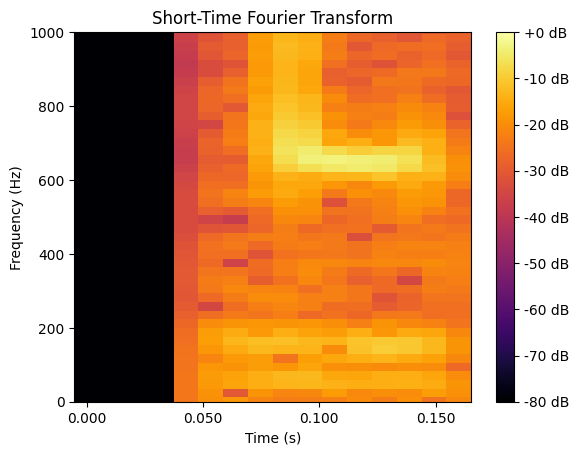 Short-Time Fourier Transform
1000
800
600
400
200
0
Frequency (Hz)
0.000
0.050
0.100
0.150
Time (s)
+0 dB
-10 dB
-20 dB
-30 dB
-40 dB
-50 dB
-60 dB
-70 dB
-80 dB